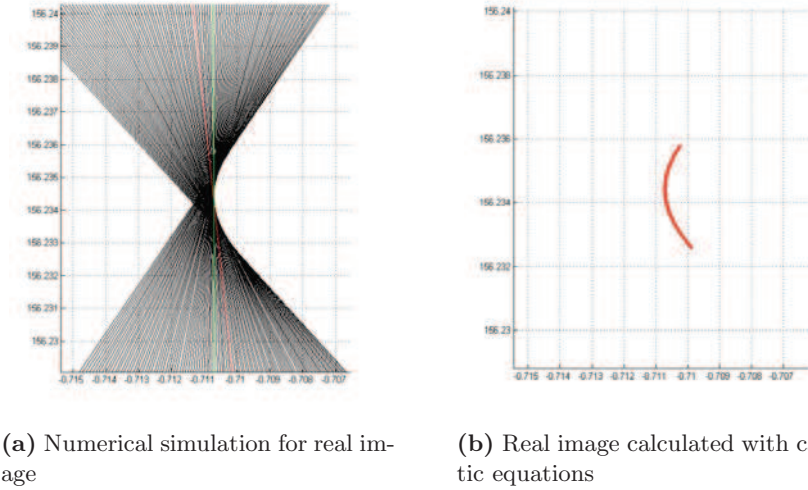 156.24
156.239
156.238
156.237
156.236
156.235
156.234
156.233
156.232
156.231
156.23
-0.715 -0.714 -0.713 -0.712 -0.711 -0.71 -0.709 -0.708 -0.707
(a) Numerical simulation for real im-
age
156.24
156.238
156.236
156.234
156.232
156.23
-0.715 -0.714 -0.713 -0.712 -0.711 -0.71 -0.709 -0.708 -0.707
(b) Real image calculated with c
tic equations